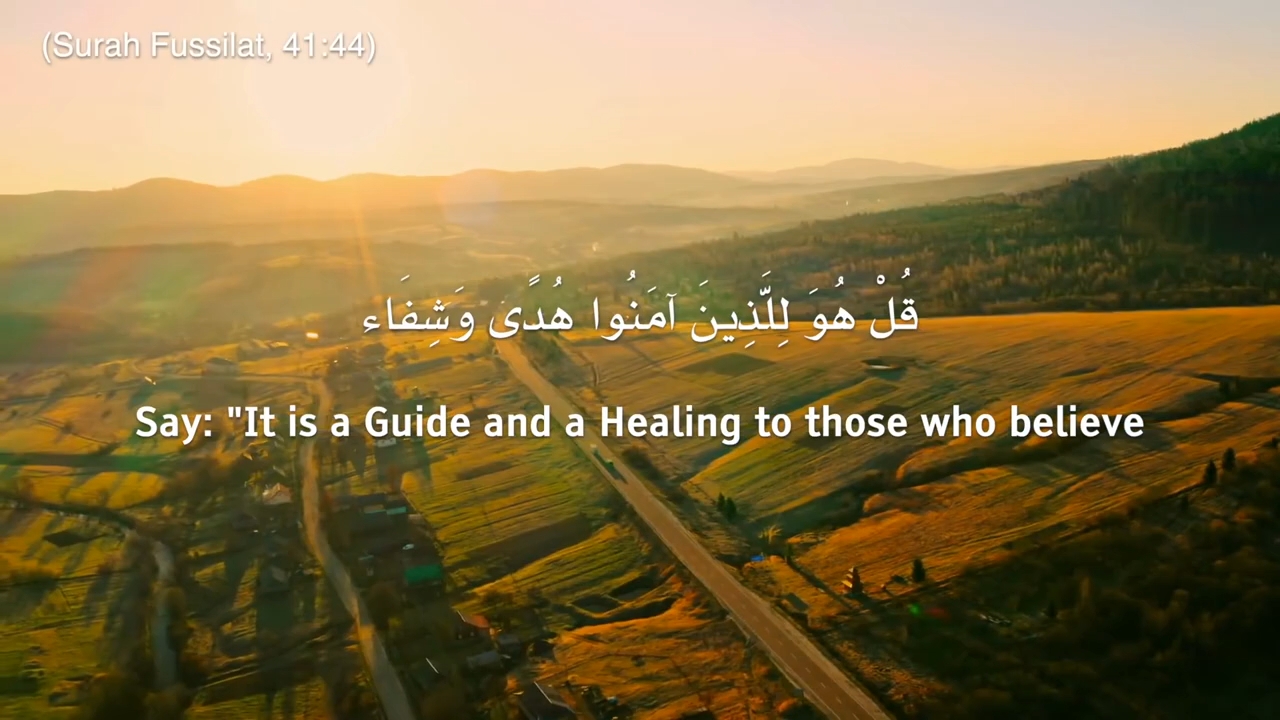 (Surah Fussilat, 41:44)
قُلْ هُوَ لِلَّذِينَ آمَنُوا هُدًى وَشِفَاء
Say: "It is a Guide and a Healing to those who believe